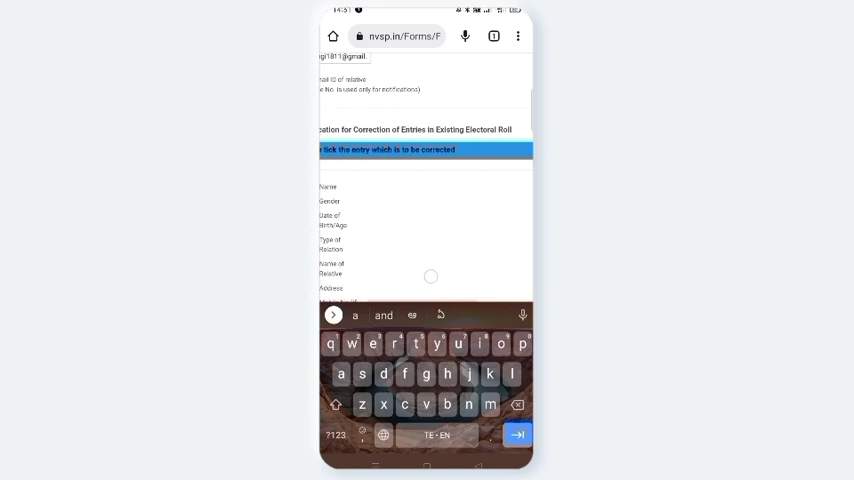 14:51
nvsp.in/Forms/F
1
gi1811@gmail.
nail ID of relative
e No. is used only for notifications)
cation for Correction of Entries in Existing Electoral Roll
tick the entry which is to be corrected
Name
Gender
Date of
Birth/Age
Type of
Relation
Name of
Relative
Address
a and
q w e r t y u i o p
a s d f g h j k l
z x c v b n m
?123 , TE • EN .